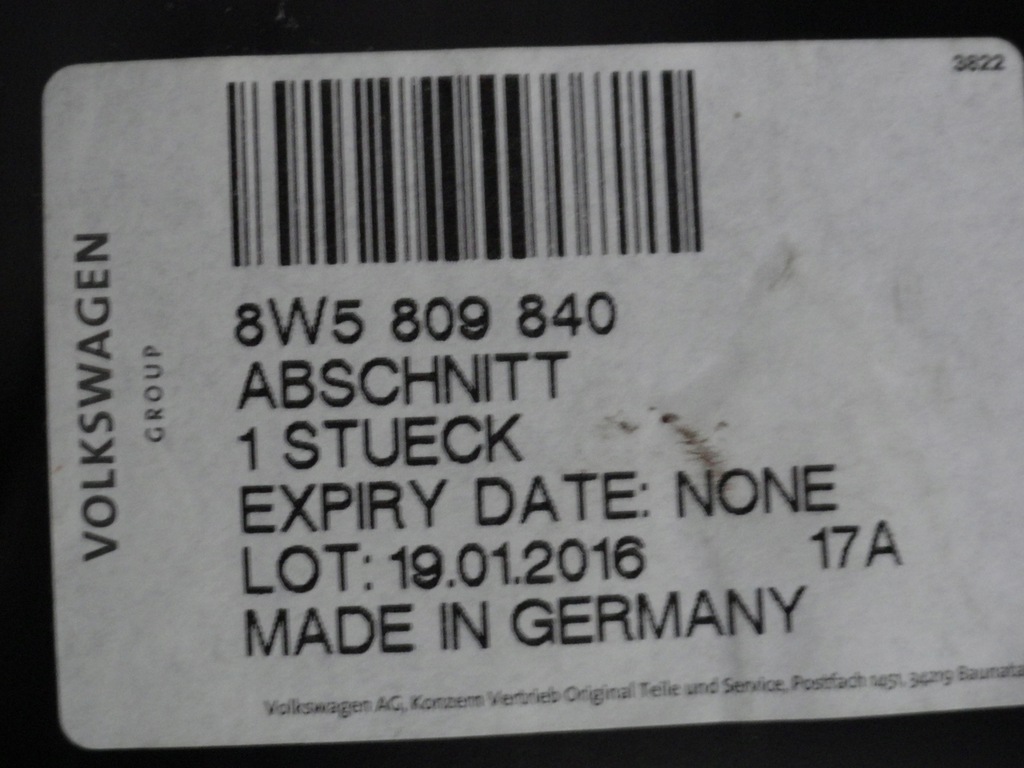 3822
VOLKSWAGEN
GROUP
8W5 809 840
ABSCHNITT
1 STUECK
EXPIRY DATE: NONE
LOT: 19.01.2016 17A
MADE IN GERMANY
Volkswagen AG, Konzern Vertrieb Original Teile und Service, Postfach 1451, 34219 Baunata